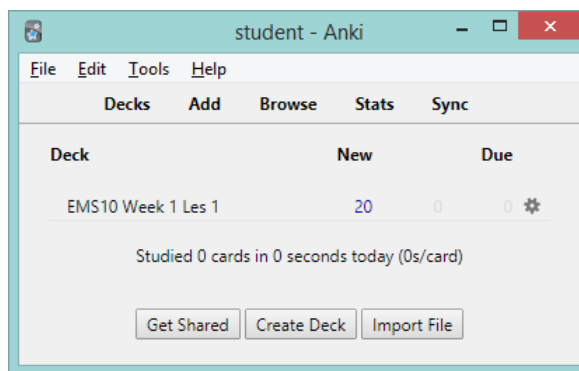 student - Anki
File Edit Tools Help
Decks Add Browse Stats Sync
Deck New Due
EMS10 Week 1 Les 1 20 0 0
Studied 0 cards in 0 seconds today (0s/card)
Get Shared Create Deck Import File